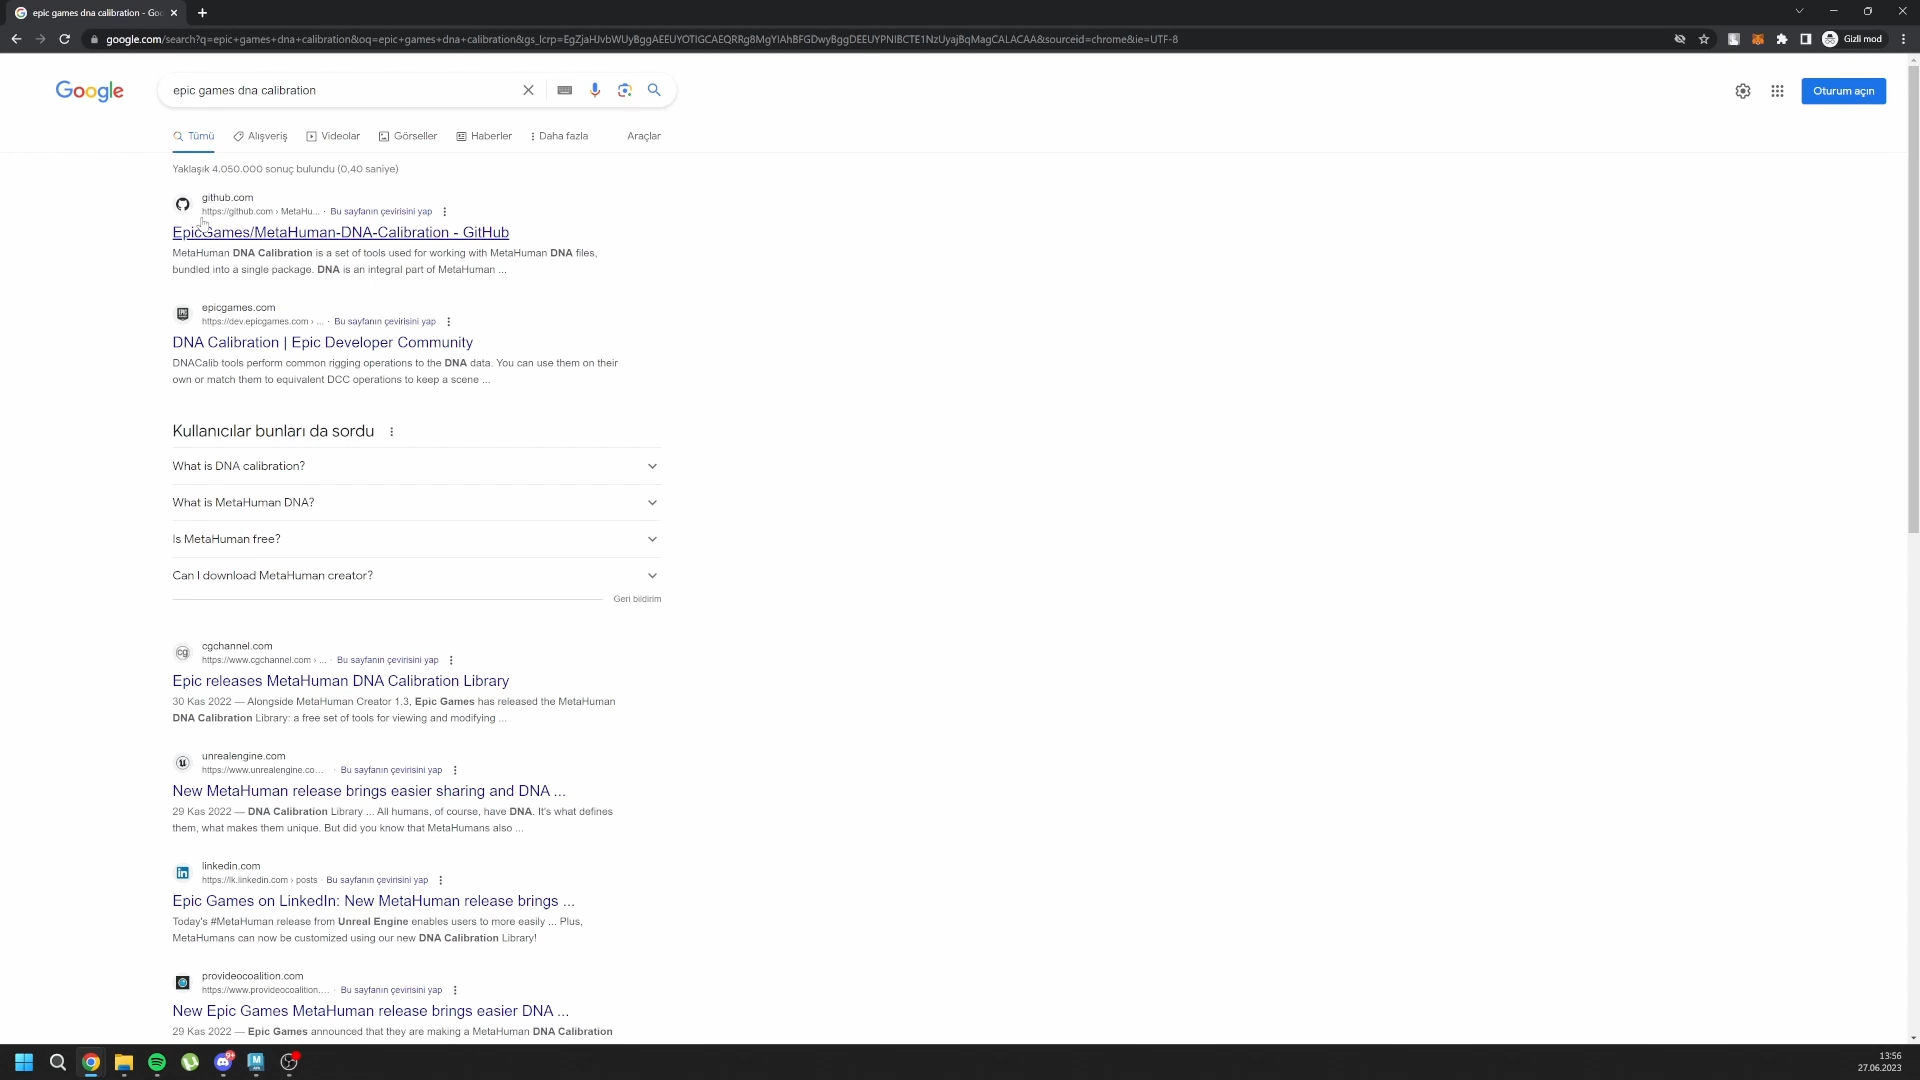 epic games dna calibration - Goo
google.com/search?q=epic+games+dna+calibration&oq=epic+games+dna+calibration&gs_lcrp=EgZjaHJvbWUyBggAEEUYOTIGCAEQRRg8MgYIAhBFGDwyBggDEEUYPNIBCTE1NzUyajBqMagCALACAA&sourceid=chrome&ie=UTF-8
Gizli mod
Google
epic games dna calibration
Oturum açın
Tümü Alışveriş Videolar Görseller Haberler Daha fazla Araçlar
Yaklaşık 4.050.000 sonuç bulundu (0,40 saniye)
github.com
https://github.com › MetaHu... · Bu sayfanın çevirisini yap
EpicGames/MetaHuman-DNA-Calibration - GitHub
MetaHuman DNA Calibration is a set of tools used for working with MetaHuman DNA files,
bundled into a single package. DNA is an integral part of MetaHuman ...
epicgames.com
https://dev.epicgames.com › ... · Bu sayfanın çevirisini yap
DNA Calibration | Epic Developer Community
DNACalib tools perform common rigging operations to the DNA data. You can use them on their
own or match them to equivalent DCC operations to keep a scene ...
Kullanıcılar bunları da sordu
What is DNA calibration?
What is MetaHuman DNA?
Is MetaHuman free?
Can I download MetaHuman creator?
Geri bildirim
cgchannel.com
https://www.cgchannel.com › ... · Bu sayfanın çevirisini yap
Epic releases MetaHuman DNA Calibration Library
30 Kas 2022 — Alongside MetaHuman Creator 1.3, Epic Games has released the MetaHuman
DNA Calibration Library: a free set of tools for viewing and modifying ...
unrealengine.com
https://www.unrealengine.co... · Bu sayfanın çevirisini yap
New MetaHuman release brings easier sharing and DNA ...
29 Kas 2022 — DNA Calibration Library ... All humans, of course, have DNA. It's what defines
them, what makes them unique. But did you know that MetaHumans also ...
linkedin.com
https://lk.linkedin.com › posts · Bu sayfanın çevirisini yap
Epic Games on LinkedIn: New MetaHuman release brings ...
Today's #MetaHuman release from Unreal Engine enables users to more easily ... Plus,
MetaHumans can now be customized using our new DNA Calibration Library!
provideocoalition.com
https://www.provideocoalition.... · Bu sayfanın çevirisini yap
New Epic Games MetaHuman release brings easier DNA ...
29 Kas 2022 — Epic Games announced that they are making a MetaHuman DNA Calibration
13:56
27.06.2023